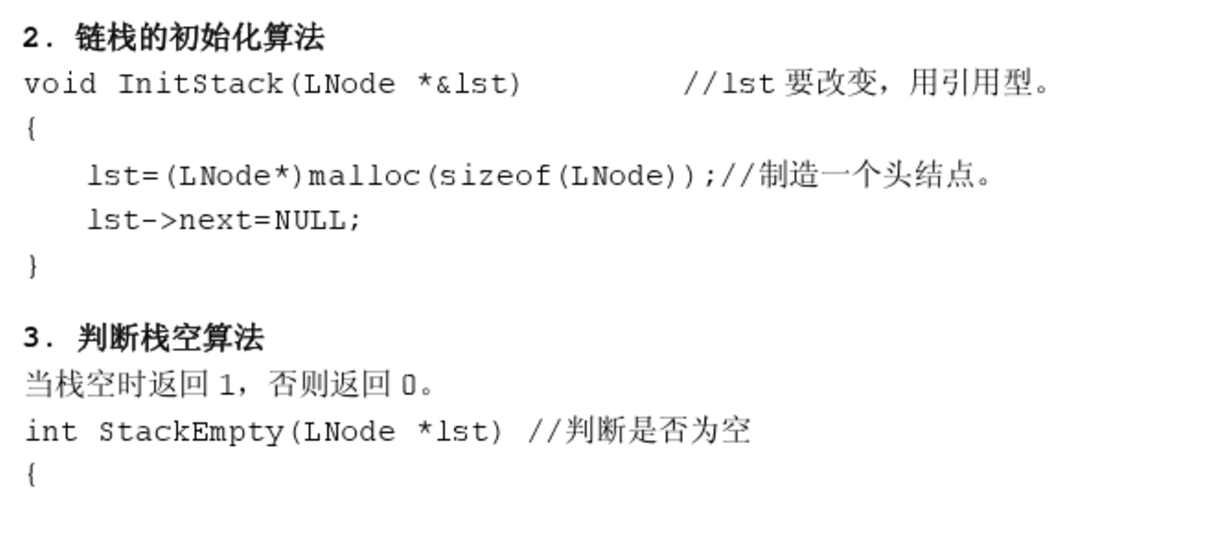 2. 链栈的初始化算法
void InitStack(LNode *&lst) //lst 要改变，用引用型。
{
lst=(LNode*)malloc(sizeof(LNode));//制造一个头结点。
lst->next=NULL;
}
3. 判断栈空算法
当栈空时返回 1，否则返回 0。
int StackEmpty(LNode *lst) //判断是否为空
{